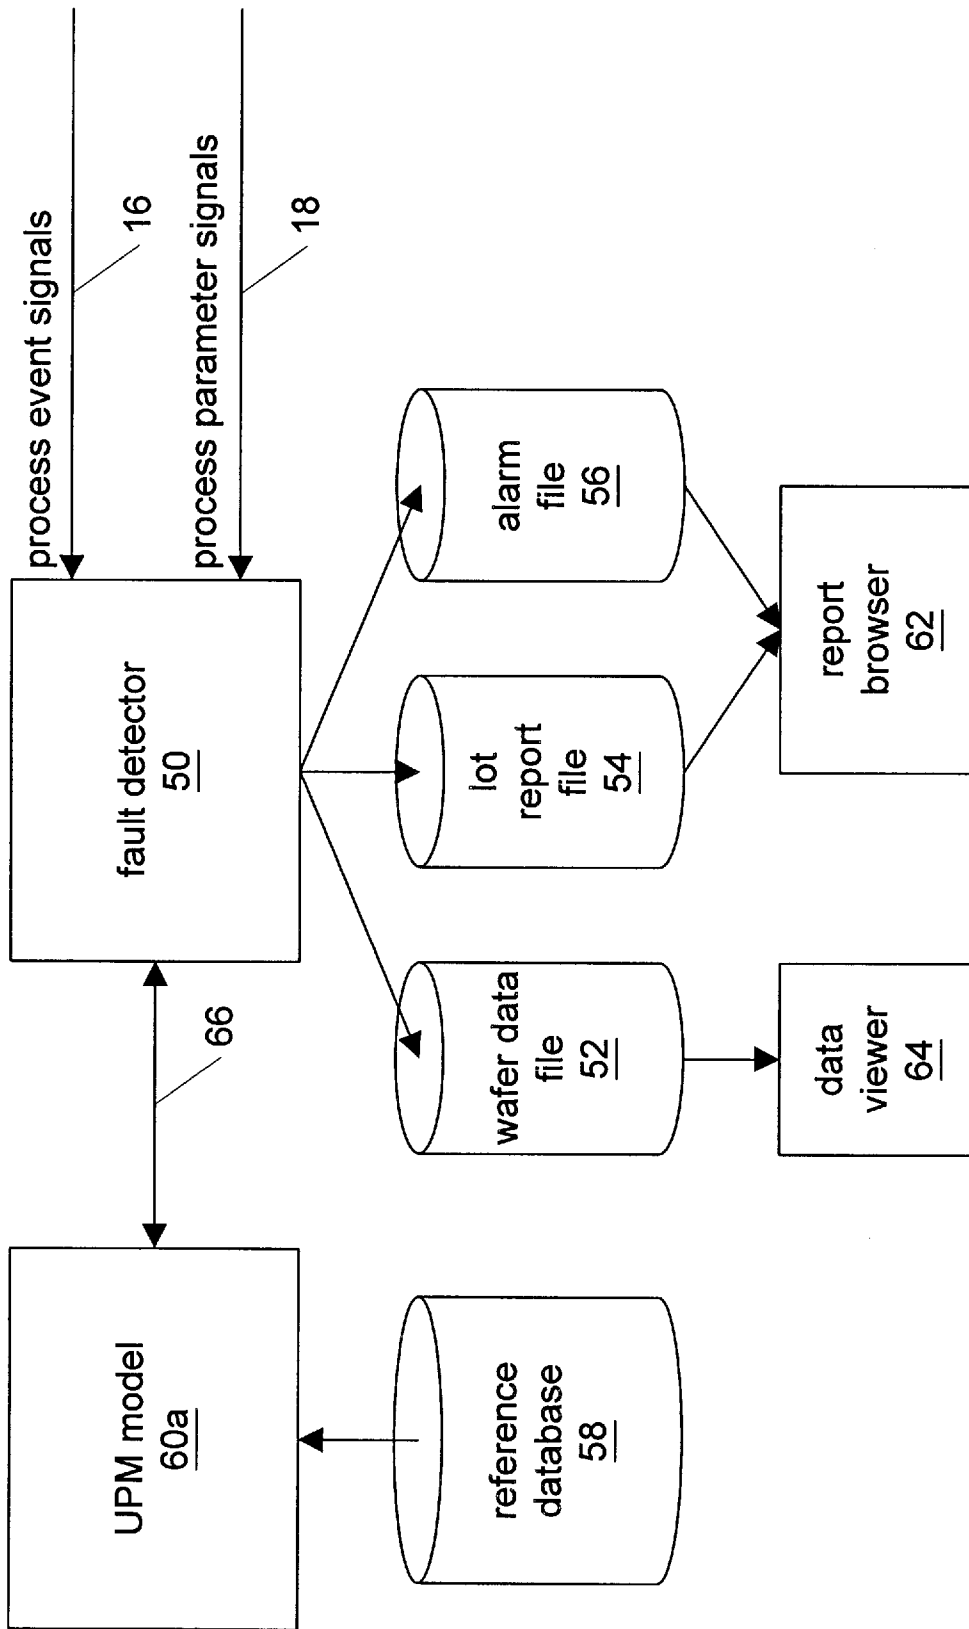 process event signals
16
process parameter signals
18
UPM model
60a
66
fault detector
50
reference
database
58
wafer data
file
52
lot
report
file
54
alarm
file
56
data
viewer
64
report
browser
62